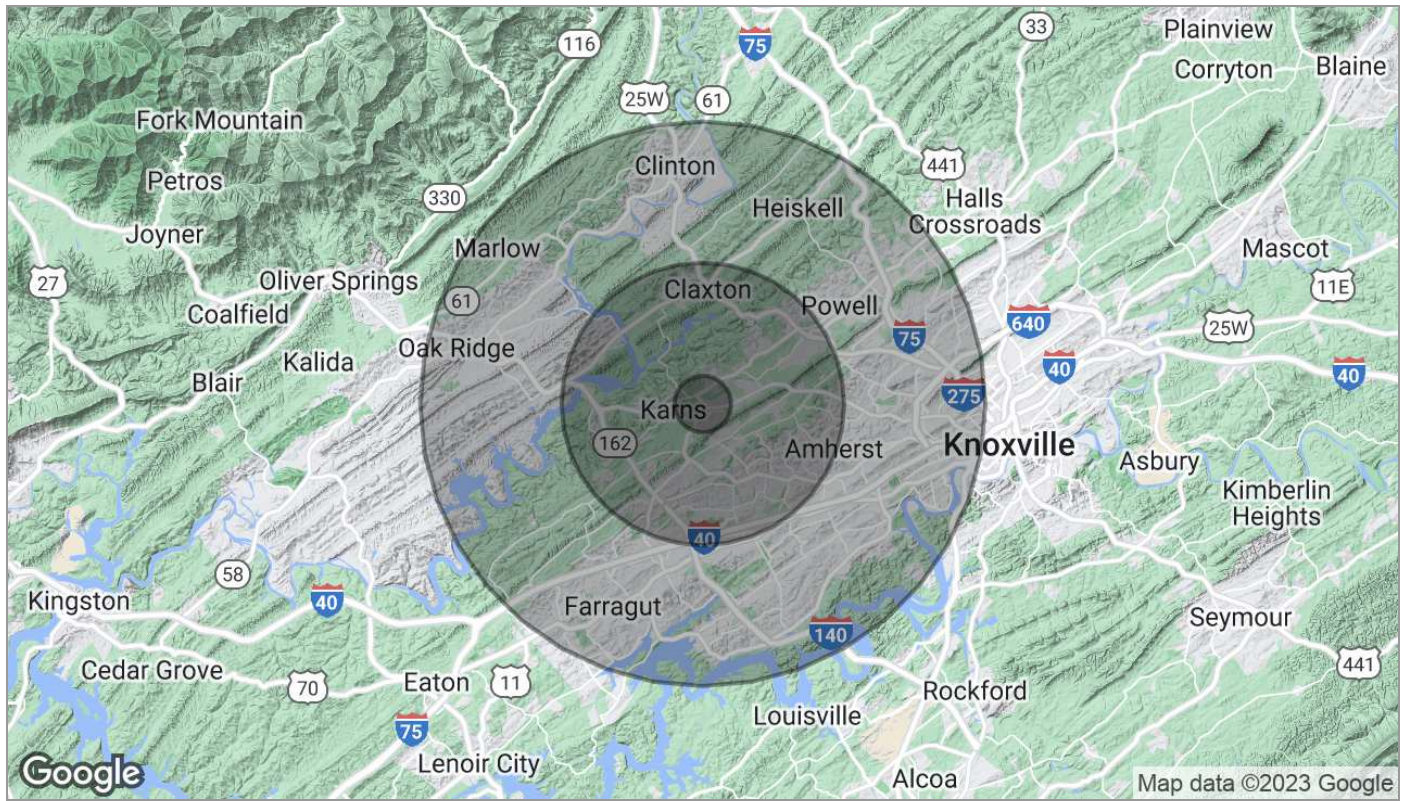 75
33
Plainview
116
Corryton
Blaine
25W
61
Fork Mountain
Clinton
441
Petros
330
Halls
Crossroads
Heiskell
Joyner
Marlow
Mascot
27
Oliver Springs
Claxton
11E
61
Coalfield
Powell
640
25W
75
Oak Ridge
Kalida
40
40
Blair
275
Karns
162
Amherst
Knoxville
Asbury
Kimberlin
Heights
40
58
40
Kingston
Farragut
Seymour
140
441
Cedar Grove
70
Eaton
11
Rockford
Louisville
75
Lenoir City
Alcoa
Google
Map data ©2023 Google